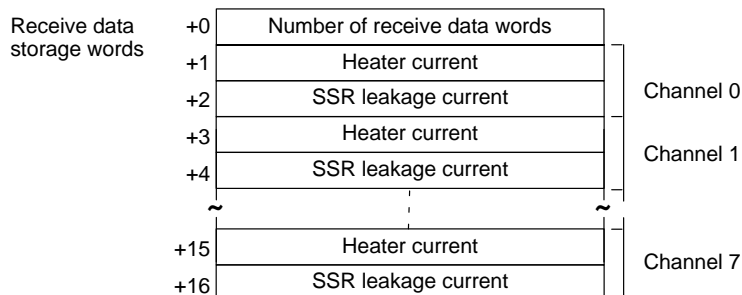 Receive data
storage words
+0 Number of receive data words
+1 Heater current
+2 SSR leakage current
Channel 0
+3 Heater current
+4 SSR leakage current
Channel 1
~ ~
+15 Heater current
+16 SSR leakage current
Channel 7